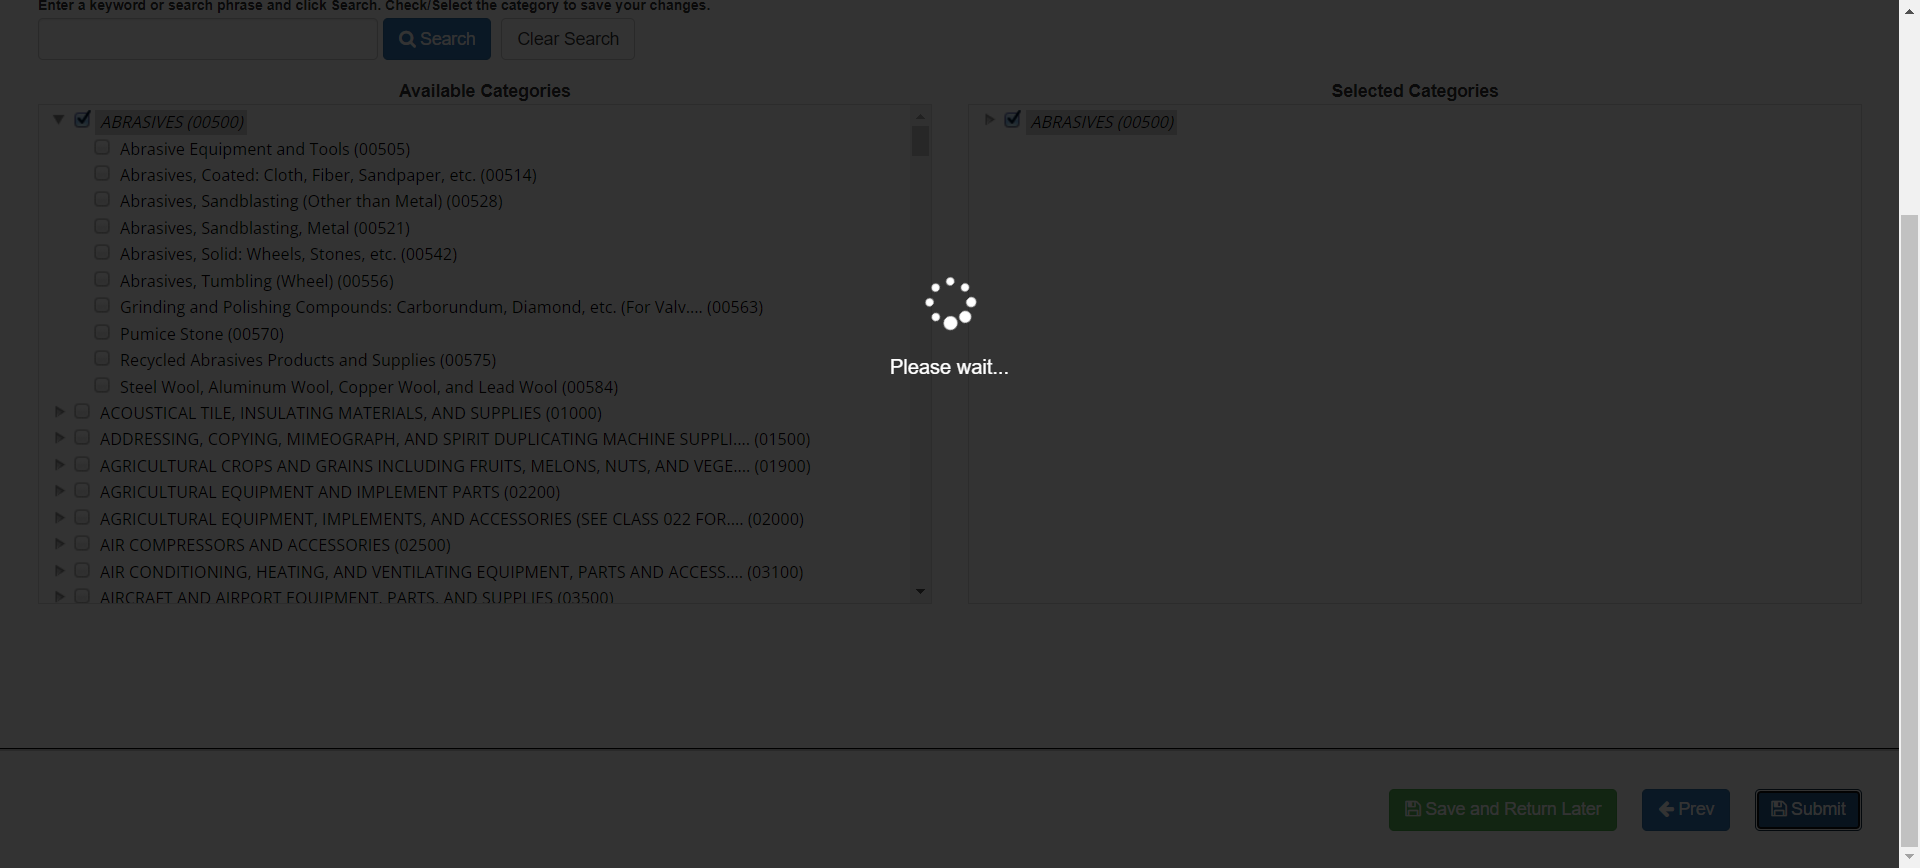 Enter a keyword or search phrase and click Search. Check/Select the category to save your changes.
Search
Clear Search
Available Categories
ABRASIVES (00500)
Abrasive Equipment and Tools (00505)
Abrasives, Coated: Cloth, Fiber, Sandpaper, etc. (00514)
Abrasives, Sandblasting (Other than Metal) (00528)
Abrasives, Sandblasting, Metal (00521)
Abrasives, Solid: Wheels, Stones, etc. (00542)
Abrasives, Tumbling (Wheel) (00556)
Grinding and Polishing Compounds: Carborundum, Diamond, etc. (For Valv.... (00563)
Pumice Stone (00570)
Recycled Abrasives Products and Supplies (00575)
Steel Wool, Aluminum Wool, Copper Wool, and Lead Wool (00584)
ACOUSTICAL TILE, INSULATING MATERIALS, AND SUPPLIES (01000)
ADDRESSING, COPYING, MIMEOGRAPH, AND SPIRIT DUPLICATING MACHINE SUPPLI.... (01500)
AGRICULTURAL CROPS AND GRAINS INCLUDING FRUITS, MELONS, NUTS, AND VEGE.... (01900)
AGRICULTURAL EQUIPMENT AND IMPLEMENT PARTS (02200)
AGRICULTURAL EQUIPMENT, IMPLEMENTS, AND ACCESSORIES (SEE CLASS 022 FOR.... (02000)
AIR COMPRESSORS AND ACCESSORIES (02500)
AIR CONDITIONING, HEATING, AND VENTILATING EQUIPMENT, PARTS AND ACCESS.... (03100)
AIRCRAFT AND AIRPORT EQUIPMENT, PARTS, AND SUPPLIES (03500)
Selected Categories
ABRASIVES (00500)
Please wait...
Save and Return Later
Prev
Submit